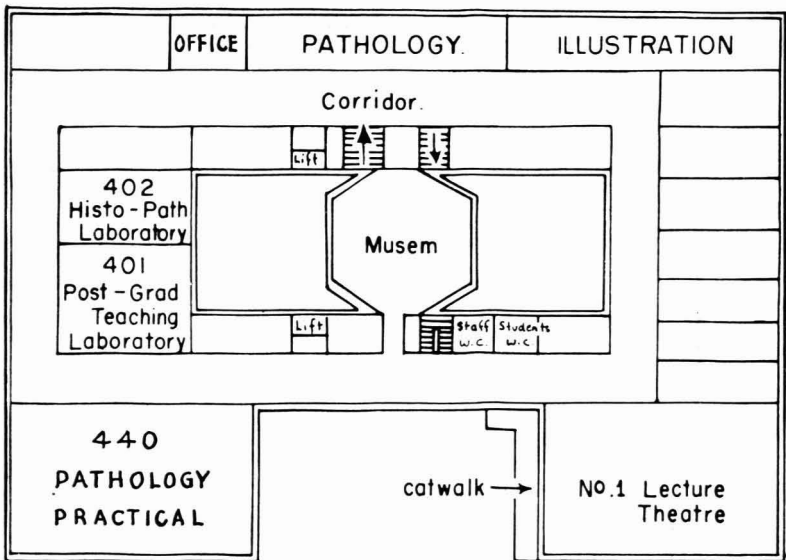 OFFICE
PATHOLOGY.
ILLUSTRATION
Corridor.
Lift
402
Histo-Path
Laboratory
Musem
401
Post-Grad
Teaching
Laboratory
Lift
Staff
W.C.
Students
W.C.
440
PATHOLOGY
PRACTICAL
catwalk
No.1 Lecture
Theatre